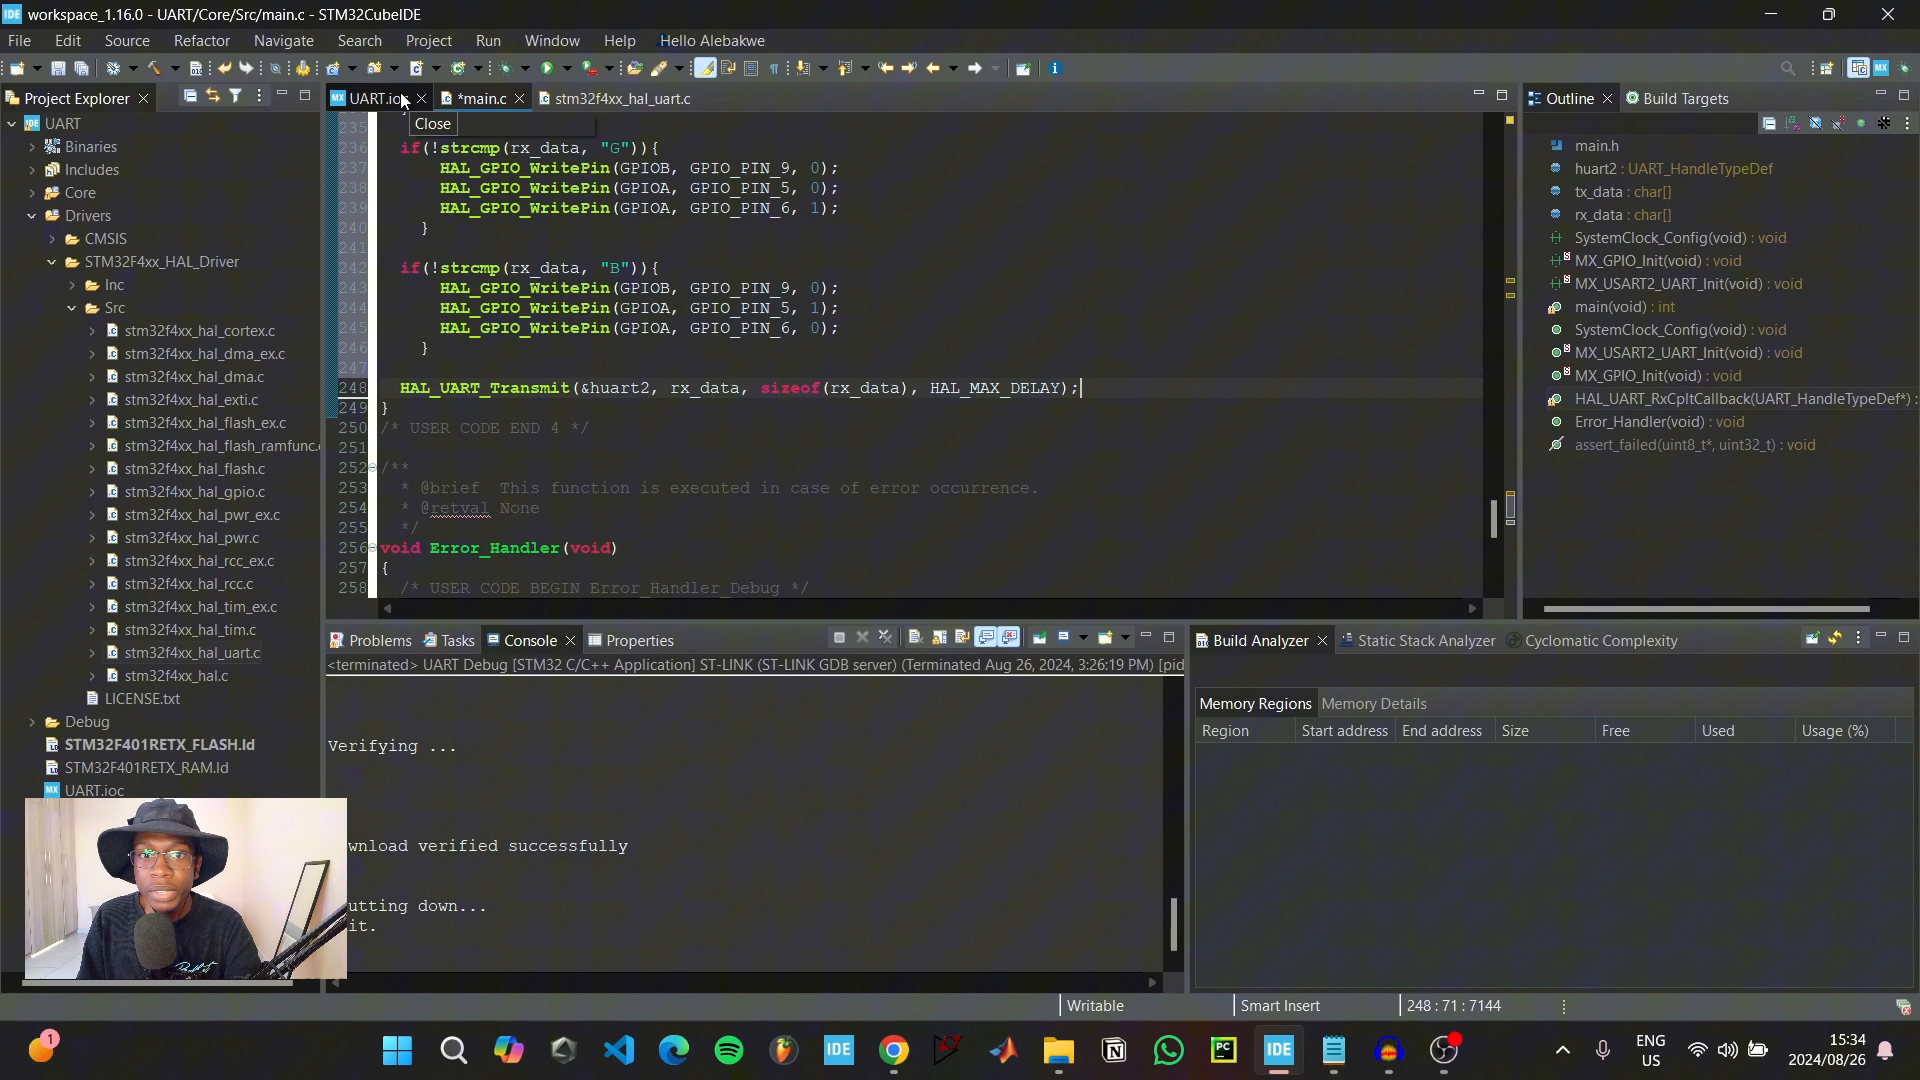 workspace_1.16.0 - UART/Core/Src/main.c - STM32CubeIDE
File Edit Source Refactor Navigate Search Project Run Window Help Hello Alebakwe
Project Explorer
UART
Binaries
Includes
Core
Drivers
CMSIS
STM32F4xx_HAL_Driver
Inc
Src
stm32f4xx_hal_cortex.c
stm32f4xx_hal_dma_ex.c
stm32f4xx_hal_dma.c
stm32f4xx_hal_exti.c
stm32f4xx_hal_flash_ex.c
stm32f4xx_hal_flash_ramfunc.
stm32f4xx_hal_flash.c
stm32f4xx_hal_gpio.c
stm32f4xx_hal_pwr_ex.c
stm32f4xx_hal_pwr.c
stm32f4xx_hal_rcc_ex.c
stm32f4xx_hal_rcc.c
stm32f4xx_hal_tim_ex.c
stm32f4xx_hal_tim.c
stm32f4xx_hal_uart.c
stm32f4xx_hal.c
LICENSE.txt
Debug
STM32F401RETX_FLASH.ld
STM32F401RETX_RAM.ld
UART.ioc
UART.ioc *main.c stm32f4xx_hal_uart.c
Close
235
236 if(!strcmp(rx_data, "G")){
237 HAL_GPIO_WritePin(GPIOB, GPIO_PIN_9, 0);
238 HAL_GPIO_WritePin(GPIOA, GPIO_PIN_5, 0);
239 HAL_GPIO_WritePin(GPIOA, GPIO_PIN_6, 1);
240 }
241
242 if(!strcmp(rx_data, "B")){
243 HAL_GPIO_WritePin(GPIOB, GPIO_PIN_9, 0);
244 HAL_GPIO_WritePin(GPIOA, GPIO_PIN_5, 1);
245 HAL_GPIO_WritePin(GPIOA, GPIO_PIN_6, 0);
246 }
247
248 HAL_UART_Transmit(&huart2, rx_data, sizeof(rx_data), HAL_MAX_DELAY);
249 }
250 /* USER CODE END 4 */
251
252 /**
253 * @brief This function is executed in case of error occurrence.
254 * @retval None
255 */
256 void Error_Handler(void)
257 {
258 /* USER CODE BEGIN Error_Handler_Debug */
Outline Build Targets
main.h
huart2 : UART_HandleTypeDef
tx_data : char[]
rx_data : char[]
SystemClock_Config(void) : void
MX_GPIO_Init(void) : void
MX_USART2_UART_Init(void) : void
main(void) : int
SystemClock_Config(void) : void
MX_USART2_UART_Init(void) : void
MX_GPIO_Init(void) : void
HAL_UART_RxCpltCallback(UART_HandleTypeDef*) :
Error_Handler(void) : void
assert_failed(uint8_t*, uint32_t) : void
Problems Tasks Console Properties
<terminated> UART Debug [STM32 C/C++ Application] ST-LINK (ST-LINK GDB server) (Terminated Aug 26, 2024, 3:26:19 PM) [pid
Verifying ...
wnload verified successfully
utting down...
it.
Build Analyzer Static Stack Analyzer Cyclomatic Complexity
Memory Regions Memory Details
Region Start address End address Size Free Used Usage (%)
Writable Smart Insert 248 : 71 : 7144
1
IDE
PC
IDE
ENG
US
15:34
2024/08/26